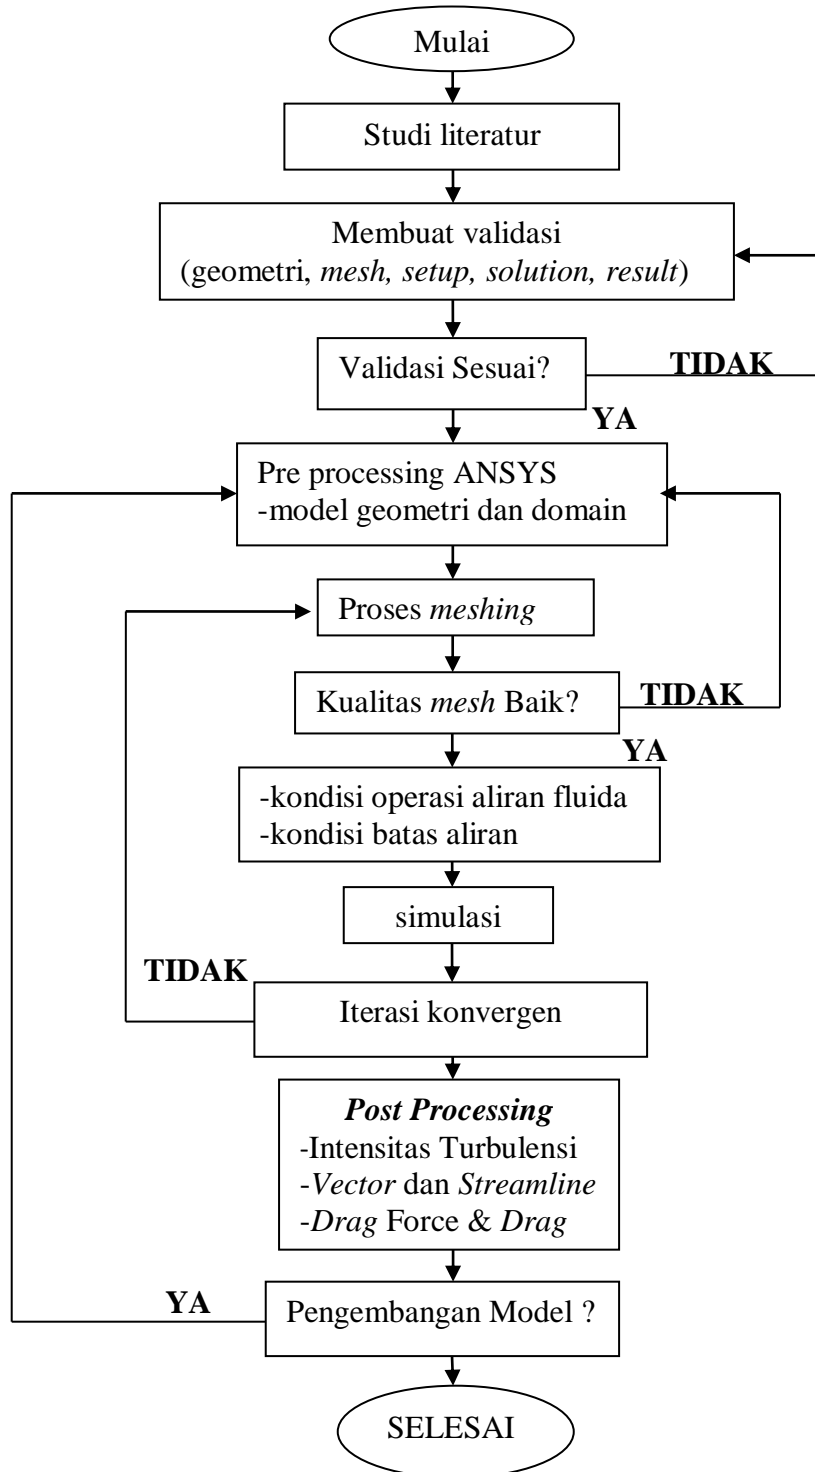 Mulai
Studi literatur
Membuat validasi
(geometri, mesh, setup, solution, result)
Validasi Sesuai?
TIDAK
YA
Pre processing ANSYS
-model geometri dan domain
Proses meshing
Kualitas mesh Baik?
TIDAK
YA
-kondisi operasi aliran fluida
-kondisi batas aliran
simulasi
TIDAK
Iterasi konvergen
Post Processing
-Intensitas Turbulensi
-Vector dan Streamline
-Drag Force & Drag
YA
Pengembangan Model ?
SELESAI